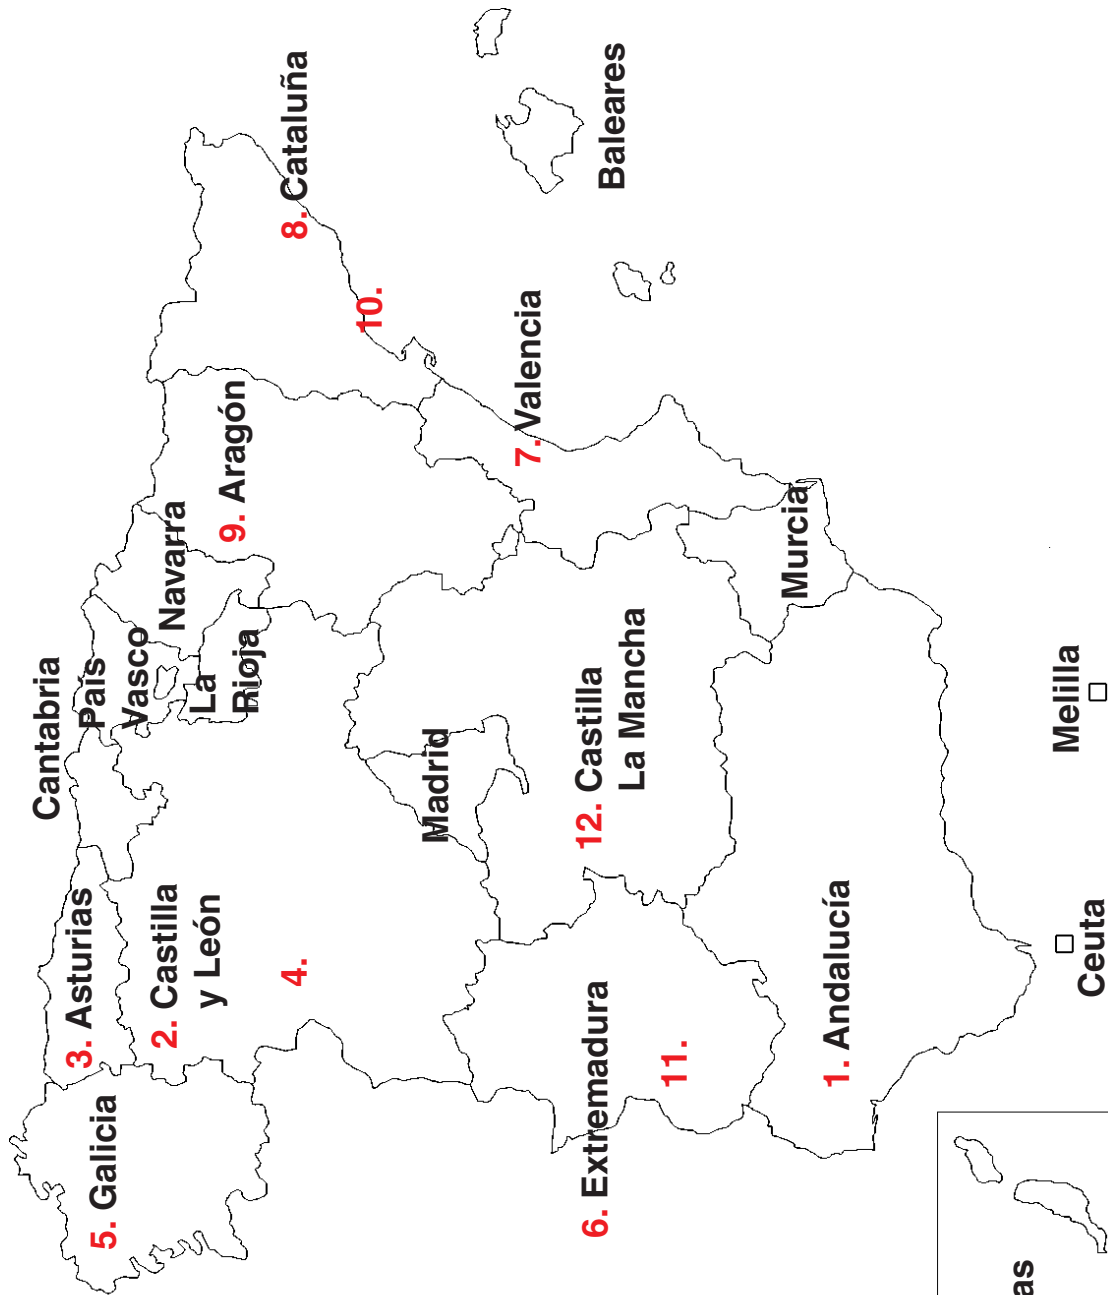 Cantabria
3. Asturias
País
Vasco
5. Galicia
2. Castilla
y León
Navarra
La
Rioja
9. Aragón
4.
8. Cataluña
10.
Madrid
7. Valencia
12. Castilla
La Mancha
6. Extremadura
Baleares
11.
Murcia
1. Andalucía
as
Melilla
Ceuta